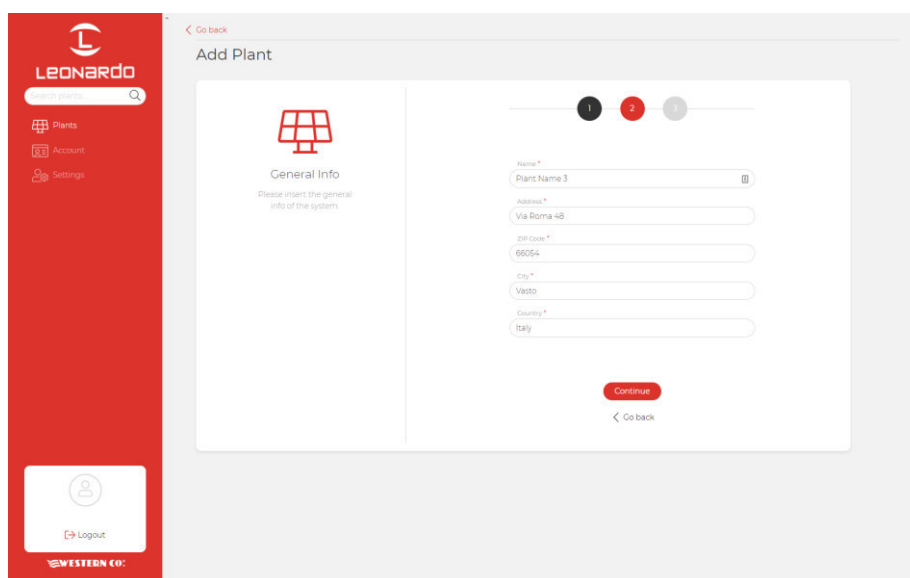 Leonardo
Search plants...
Plants
Account
Settings
Logout
WESTERN CO.
Go back
Add Plant
General Info
Please insert the general
info of the system
1 2 3
Name *
Plant Name 3
Address *
Via Roma 48
ZIP Code *
66054
City *
Vasto
Country *
Italy
Continue
Go back